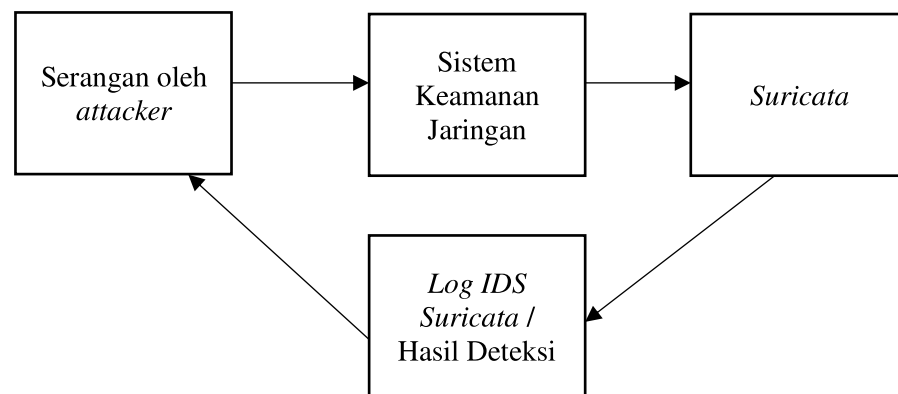 Serangan oleh
attacker
Sistem
Keamanan
Jaringan
Suricata
Log IDS
Suricata /
Hasil Deteksi